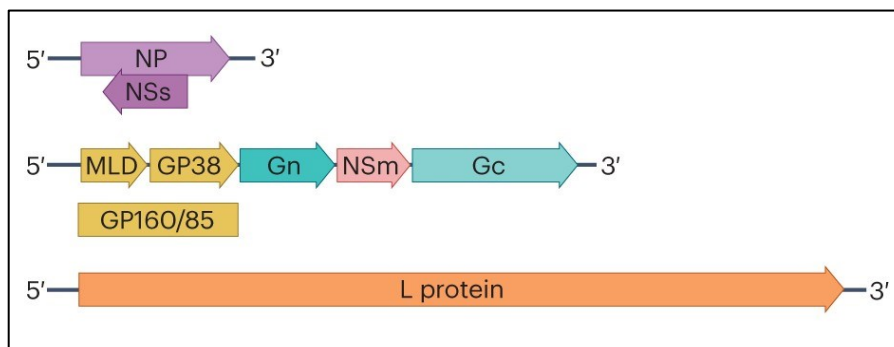 5′ NP 3′
NSs
5′ MLD GP38 Gn NSm Gc 3′
GP160/85
5′ L protein 3′